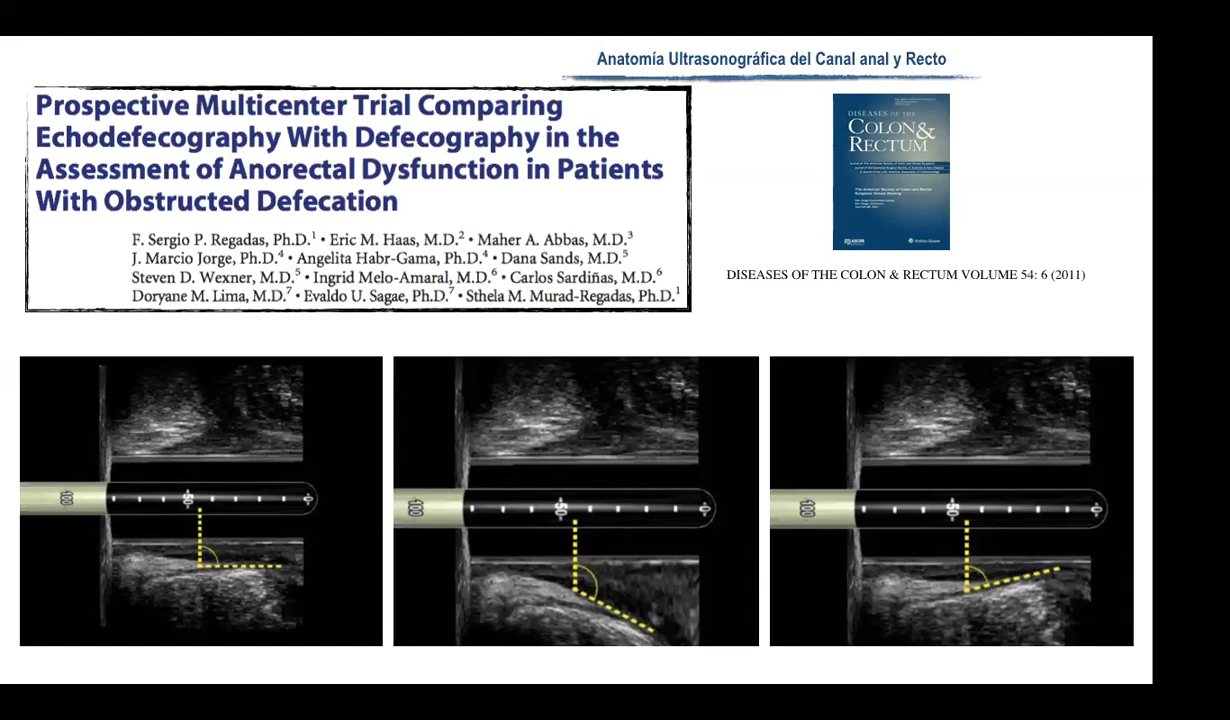 Anatomía Ultrasonográfica del Canal anal y Recto
Prospective Multicenter Trial Comparing
Echodefecography With Defecography in the
Assessment of Anorectal Dysfunction in Patients
With Obstructed Defecation
F. Sergio P. Regadas, Ph.D.¹ • Eric M. Haas, M.D.² • Maher A. Abbas, M.D.³
J. Marcio Jorge, Ph.D.⁴ • Angelita Habr-Gama, Ph.D.⁴ • Dana Sands, M.D.⁵
Steven D. Wexner, M.D.⁵ • Ingrid Melo-Amaral, M.D.⁶ • Carlos Sardiñas, M.D.⁶
Doryane M. Lima, M.D.⁷ • Evaldo U. Sagae, Ph.D.⁷ • Sthela M. Murad-Regadas, Ph.D.¹
DISEASES OF THE
COLON &
RECTUM
DISEASES OF THE COLON & RECTUM VOLUME 54: 6 (2011)
100 -50- -0-
100 -50- -0-
100 -50- -0-